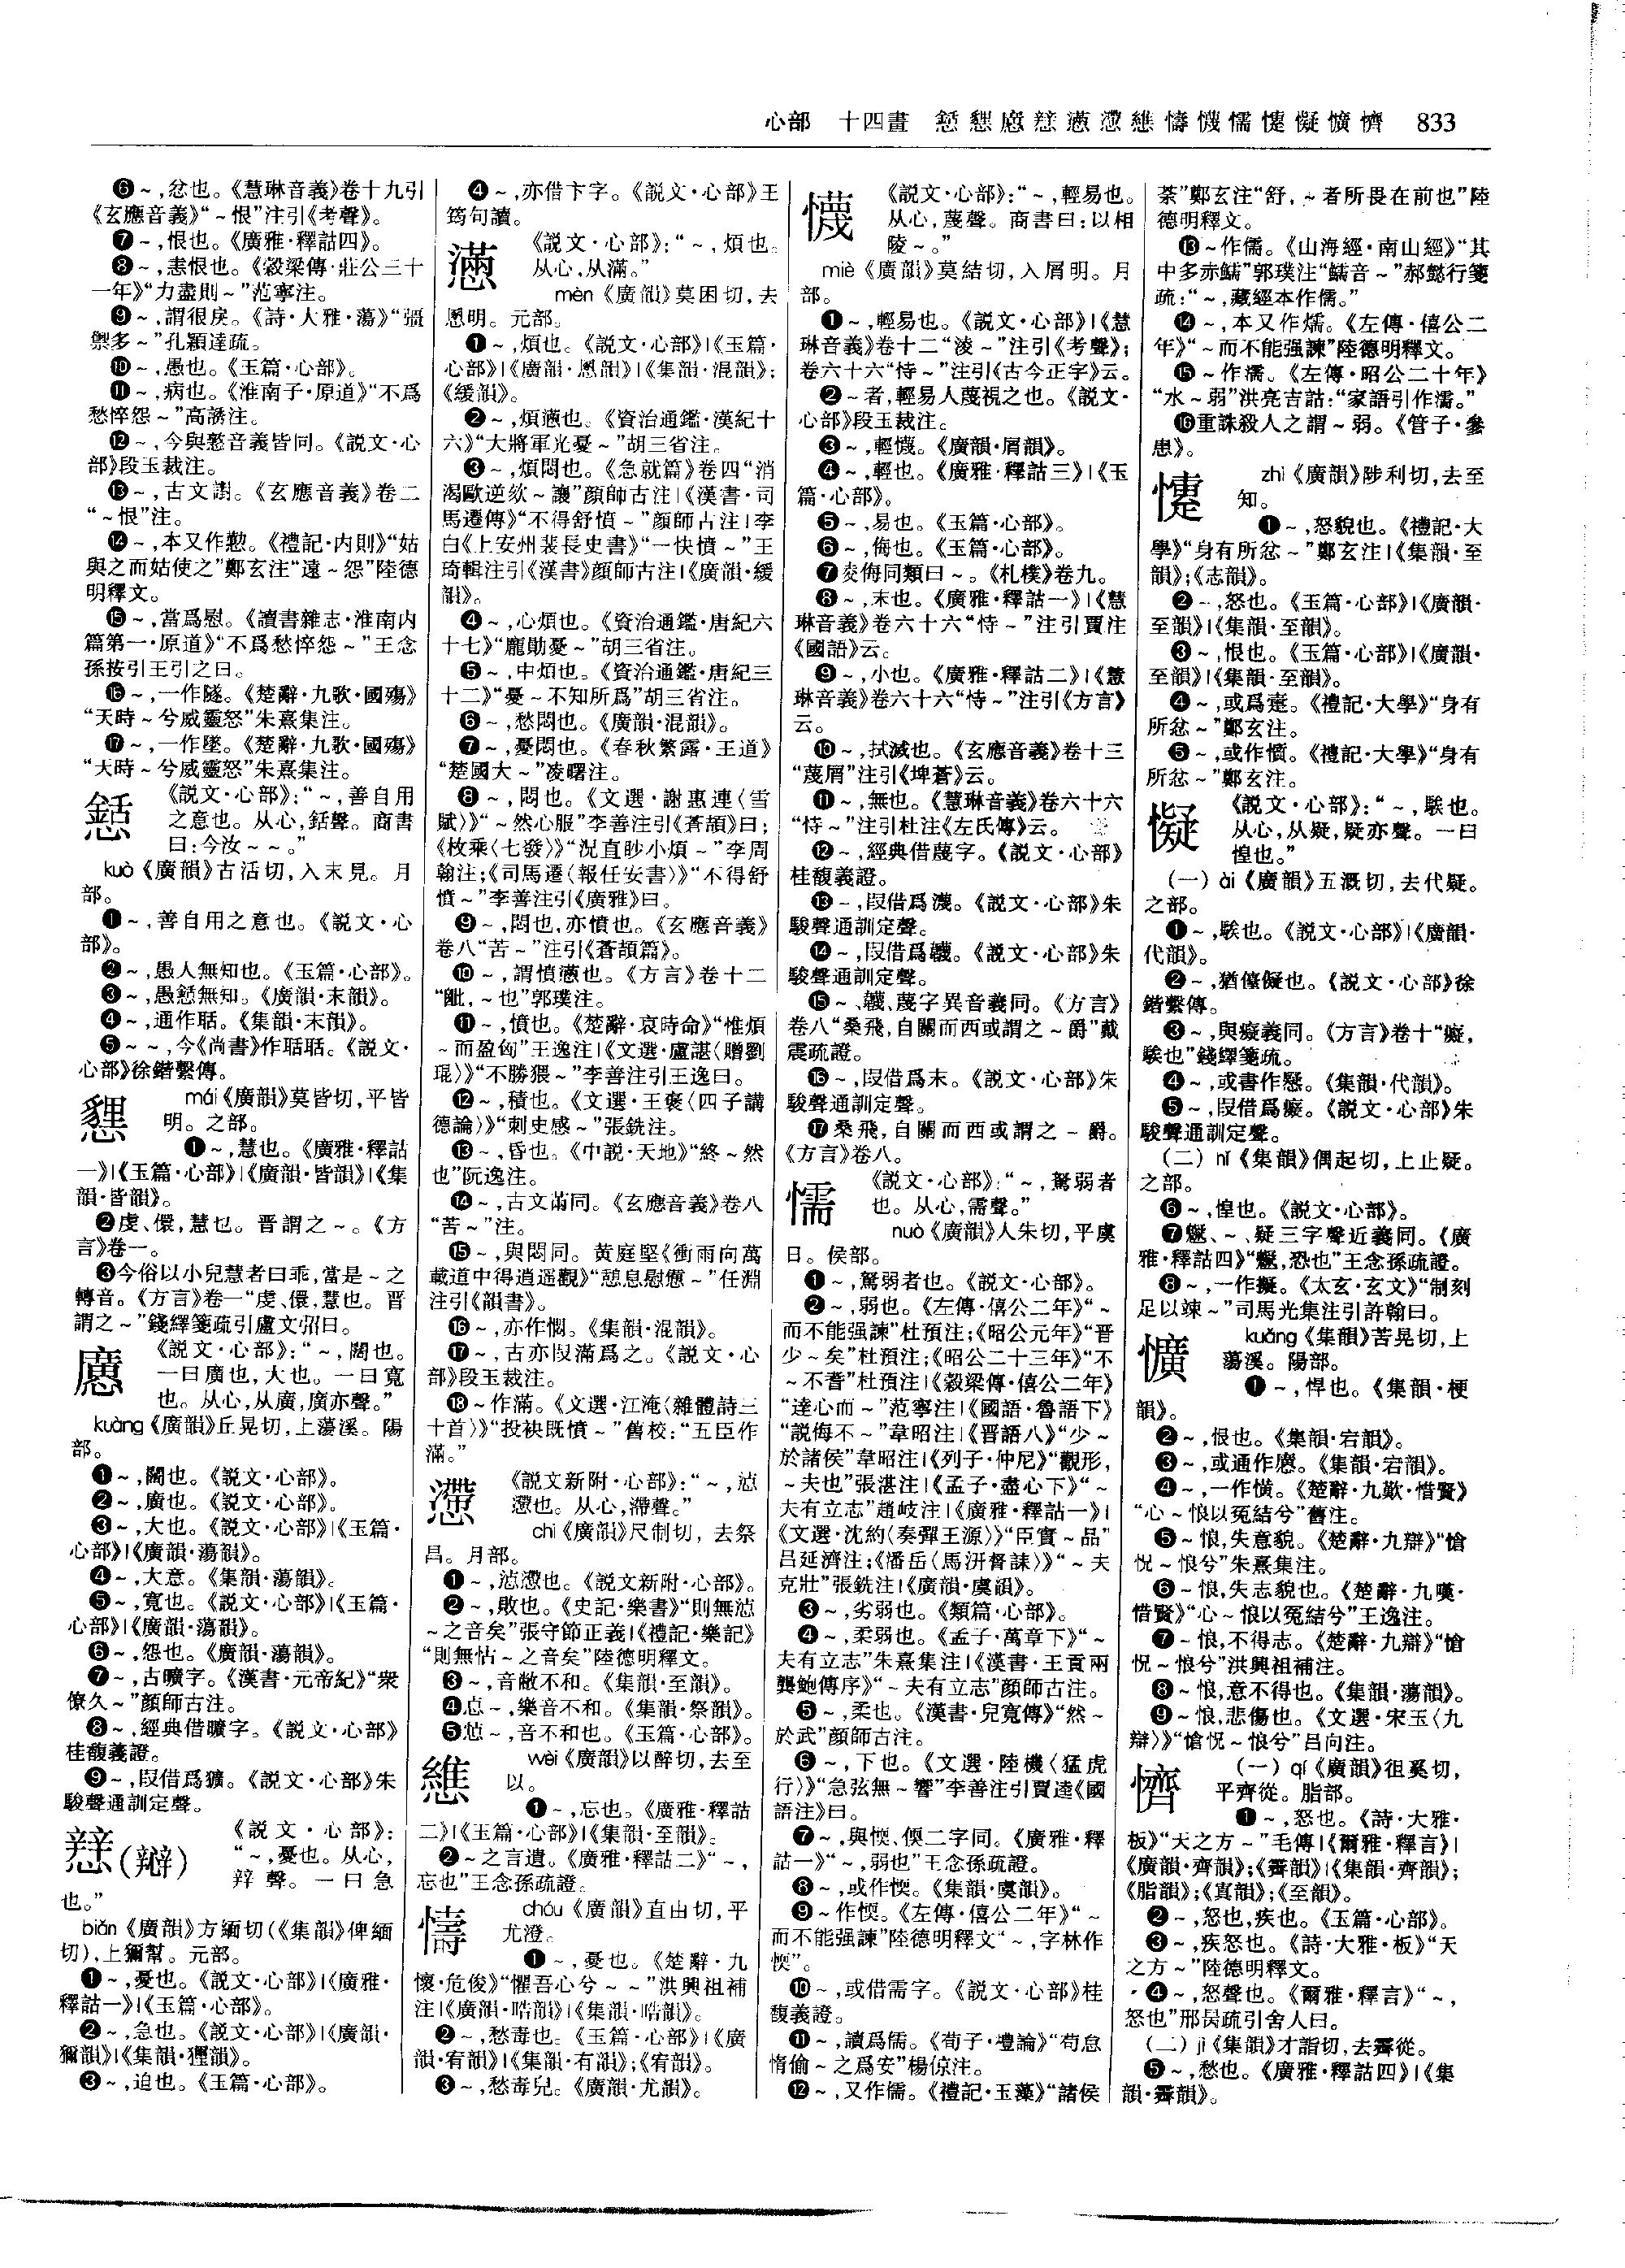 心部　十四畫　懖懇懬辡懣懘維懤懱懦懥懝懭懠　833
❻～,忿也。《慧琳音義》卷十九引
《玄應音義》“～恨”注引《考聲》。
❼～,恨也。《廣雅·釋詁四》。
❽～,恚恨也。《穀梁傳·莊公三十
一年》“力盡則～”范寧注。
❾～,謂很戾。《詩·大雅·蕩》“彊
禦多～”孔穎達疏。
❿～,愚也。《玉篇·心部》。
⓫～,病也。《淮南子·原道》“不爲
愁悴怨～”高誘注。
⓬～,今與憝音義皆同。《説文·心
部》段玉裁注。
⓭～,古文譵。《玄應音義》卷二
“～恨”注。
⓮～,本又作懟。《禮記·内則》“姑
與之而姑使之”鄭玄注“遠～怨”陸德
明釋文。
⓯～,當爲慰。《讀書雜志·淮南内
篇第一·原道》“不爲愁悴怨～”王念
孫按引王引之曰。
⓰～,一作隧。《楚辭·九歌·國殤》
“天時～兮威靈怒”朱熹集注。
⓱～,一作墜。《楚辭·九歌·國殤》
“天時～兮威靈怒”朱熹集注。
懖　《説文·心部》:“～,善自用
之意也。从心,銛聲。商書
曰:今汝～～。”
kuò《廣韻》古活切,入末見。月
部。
❶～,善自用之意也。《説文·心
部》。
❷～,愚人無知也。《玉篇·心部》。
❸～,愚懖無知。《廣韻·末韻》。
❹～,通作聒。《集韻·末韻》。
❺～～,今《尚書》作聒聒。《説文·
心部》徐鍇繫傳。
mái《廣韻》莫皆切,平皆
明。之部。
❶～,慧也。《廣雅·釋詁
一》|《玉篇·心部》|《廣韻·皆韻》|《集
韻·皆韻》。
❷虔、儇,慧也。晋謂之～。《方
言》卷一。
❸今俗以小兒慧者曰乖,當是～之
轉音。《方言》卷一“虔、儇,慧也。晋
謂之～”錢繹箋疏引盧文弨曰。
懬　《説文·心部》:“～,闊也。
一曰廣也,大也。一曰寬
也。从心,从廣,廣亦聲。”
kuàng《廣韻》丘晃切,上蕩溪。陽
部。
❶～,闊也。《説文·心部》。
❷～,廣也。《説文·心部》。
❸～,大也。《説文·心部》|《玉篇·
心部》|《廣韻·蕩韻》。
❹～,大意。《集韻·蕩韻》。
❺～,寬也。《説文·心部》|《玉篇·
心部》|《廣韻·蕩韻》。
❻～,怨也。《廣韻·蕩韻》。
❼～,古曠字。《漢書·元帝紀》“衆
僚久～”顔師古注。
❽～,經典借曠字。《説文·心部》
桂馥義證。
❾～,叚借爲獷。《説文·心部》朱
駿聲通訓定聲。
《説文·心部》:
“～,憂也。从心,
辡聲。一曰急
也。”
biǎn《廣韻》方緬切(《集韻》俾緬
切),上獮幫。元部。
❶～,憂也。《説文·心部》|《廣雅·
釋詁一》|《玉篇·心部》。
❷～,急也。《説文·心部》|《廣韻·
獮韻》|《集韻·𤣔韻》。
❸～,迫也。《玉篇·心部》。
❹～,亦借卞字。《説文·心部》王
筠句讀。
懣　《説文·心部》:“～,煩也。
从心,从滿。”
mèn《廣韻》莫困切,去
慁明。元部。
❶～,煩也。《説文·心部》|《玉篇·
心部》|《廣韻·慁韻》|《集韻·混韻》;
《緩韻》。
❷～,煩懣也。《資治通鑑·漢紀十
六》“大將軍光憂～”胡三省注。
❸～,煩悶也。《急就篇》卷四“消
渴歐逆欬～讓”顔師古注|《漢書·司
馬遷傳》“不得舒憤～”顔師古注|李
白《上安州裴長史書》“一快憤～”王
琦輯注引《漢書》顔師古注|《廣韻·緩
韻》。
❹～,心煩也。《資治通鑑·唐紀六
十七》“龐勛憂～”胡三省注。
❺～,中煩也。《資治通鑑·唐紀三
十二》“憂～不知所爲”胡三省注。
❻～,愁悶也。《廣韻·混韻》。
❼～,憂悶也。《春秋繁露·王道》
“楚國大～”凌曙注。
❽～,悶也。《文選·謝惠連〈雪
賦〉》“～然心服”李善注引《蒼頡》曰;
《枚乘〈七發〉》“況直眇小煩～”李周
翰注;《司馬遷〈報任安書〉》“不得舒
憤～”李善注引《廣雅》曰。
❾～,悶也,亦憤也。《玄應音義》
卷八“苦～”注引《蒼頡篇》。
❿～,謂憤懣也。《方言》卷十二
“䶩,～也”郭璞注。
⓫～,憤也。《楚辭·哀時命》“惟煩
～而盈匈”王逸注|《文選·盧諶〈贈劉
琨〉》“不勝猥～”李善注引王逸曰。
⓬～,積也。《文選·王褒〈四子講
德論〉》“刺史感～”張銑注。
⓭～,昏也。《中説·天地》“終～然
也”阮逸注。
⓮～,古文㒼同。《玄應音義》卷八
“苦～”注。
⓯～,與悶同。黄庭堅《衝雨向萬
載道中得逍遥觀》“憩息慰憊～”任淵
注引《韻書》。
⓰～,亦作惽。《集韻·混韻》。
⓱～,古亦叚滿爲之。《説文·心
部》段玉裁注。
⓲～作滿。《文選·江淹〈雜體詩三
十首〉》“投袂既憤～”舊校:“五臣作
滿。”
懘　《説文新附·心部》:“～,惉
懘也。从心,滯聲。”
chì《廣韻》尺制切,去祭
昌。月部。
❶～,惉懘也。《説文新附·心部》。
❷～,敗也。《史記·樂書》“則無惉
～之音矣”張守節正義|《禮記·樂記》
“則無怗～之音矣”陸德明釋文。
❸～,音敝不和。《集韻·至韻》。
❹惉～,樂音不和。《集韻·祭韻》。
❺惉～,音不和也。《玉篇·心部》。
wèi《廣韻》以醉切,去至
以。
❶～,忘也。《廣雅·釋詁
二》|《玉篇·心部》|《集韻·至韻》。
❷～之言遺。《廣雅·釋詁二》“～,
忘也”王念孫疏證。
懤　chóu《廣韻》直由切,平
尤澄。
❶～,憂也。《楚辭·九
懷·危俊》“懼吾心兮～～”洪興祖補
注|《廣韻·晧韻》|《集韻·晧韻》。
❷～,愁毒也。《玉篇·心部》|《廣
韻·宥韻》|《集韻·有韻》;《宥韻》。
❸～,愁毒皃。《廣韻·尤韻》。
懱　《説文·心部》:“～,輕易也。
从心,蔑聲。商書曰:以相
陵～。”
miè《廣韻》莫結切,入屑明。月
部。
❶～,輕易也。《説文·心部》|《慧
琳音義》卷十二“凌～”注引《考聲》;
卷六十六“恃～”注引《古今正字》云。
❷～者,輕易人蔑視之也。《説文·
心部》段玉裁注。
❸～,輕懱。《廣韻·屑韻》。
❹～,輕也。《廣雅·釋詁三》|《玉
篇·心部》。
❺～,易也。《玉篇·心部》。
❻～,侮也。《玉篇·心部》。
❼㚣侮同類曰～。《札樸》卷九。
❽～,末也。《廣雅·釋詁一》|《慧
琳音義》卷六十六“恃～”注引賈注
《國語》云。
❾～,小也。《廣雅·釋詁二》|《慧
琳音義》卷六十六“恃～”注引《方言》
云。
❿～,拭滅也。《玄應音義》卷十三
“蔑屑”注引《埤蒼》云。
⓫～,無也。《慧琳音義》卷六十六
“恃～”注引杜注《左氏傳》云。
⓬～,經典借蔑字。《説文·心部》
桂馥義證。
⓭～,叚借爲瀎。《説文·心部》朱
駿聲通訓定聲。
⓮～,叚借爲韈。《説文·心部》朱
駿聲通訓定聲。
⓯～、韈、蔑字異音義同。《方言》
卷八“桑飛,自關而西或謂之～爵”戴
震疏證。
⓰～,叚借爲末。《説文·心部》朱
駿聲通訓定聲。
⓱桑飛,自關而西或謂之～爵。
《方言》卷八。
懦　《説文·心部》:“～,駑弱者
也。从心,需聲。”
nuò《廣韻》人朱切,平虞
日。侯部。
❶～,駑弱者也。《説文·心部》。
❷～,弱也。《左傳·僖公二年》“～
而不能强諫”杜預注;《昭公元年》“晋
少～矣”杜預注;《昭公二十三年》“不
～不耆”杜預注|《穀梁傳·僖公二年》
“達心而～”范寧注|《國語·魯語下》
“説侮不～”韋昭注|《晋語八》“少～
於諸侯”韋昭注|《列子·仲尼》“觀形,
～夫也”張湛注|《孟子·盡心下》“～
夫有立志”趙岐注|《廣雅·釋詁一》|
《文選·沈約〈奏彈王源〉》“臣實～品”
吕延濟注;《潘岳〈馬汧督誄〉》“～夫
克壯”張銑注|《廣韻·虞韻》。
❸～,劣弱也。《類篇·心部》。
❹～,柔弱也。《孟子·萬章下》“～
夫有立志”朱熹集注|《漢書·王貢兩
龔鮑傳序》“～夫有立志”顔師古注。
❺～,柔也。《漢書·兒寬傳》“然～
於武”顔師古注。
❻～,下也。《文選·陸機〈猛虎
行〉》“急弦無～響”李善注引賈逵《國
語注》曰。
❼～,與愞、偄二字同。《廣雅·釋
詁一》“～,弱也”王念孫疏證。
❽～,或作愞。《集韻·虞韻》。
❾～作愞。《左傳·僖公二年》“～
而不能强諫”陸德明釋文“～,字林作
愞”。
❿～,或借需字。《説文·心部》桂
馥義證。
⓫～,讀爲儒。《荀子·禮論》“苟怠
惰偷～之爲安”楊倞注。
⓬～,又作儒。《禮記·玉藻》“諸侯
荼”鄭玄注“舒,～者所畏在前也”陸
德明釋文。
⓭～作儒。《山海經·南山經》“其
中多赤鱬”郭璞注“鱬音～”郝懿行箋
疏:“～,藏經本作儒。”
⓮～,本又作燸。《左傳·僖公二
年》“～而不能强諫”陸德明釋文。
⓯～作濡。《左傳·昭公二十年》
“水～弱”洪亮吉詁:“家語引作濡。”
⓰重誅殺人之謂～弱。《管子·參
患》。
懥　zhì《廣韻》陟利切,去至
知。
❶～,怒貌也。《禮記·大
學》“身有所忿～”鄭玄注|《集韻·至
韻》;《志韻》。
❷～,怒也。《玉篇·心部》|《廣韻·
至韻》|《集韻·至韻》。
❸～,恨也。《玉篇·心部》|《廣韻·
至韻》|《集韻·至韻》。
❹～,或爲疐。《禮記·大學》“身有
所忿～”鄭玄注。
❺～,或作懫。《禮記·大學》“身有
所忿～”鄭玄注。
懝　《説文·心部》:“～,騃也。
从心,从疑,疑亦聲。一曰
惶也。”
(一)ài《廣韻》五溉切,去代疑。
之部。
❶～,騃也。《説文·心部》|《廣韻·
代韻》。
❷～,猶儓儗也。《説文·心部》徐
鍇繫傳。
❸～,與癡義同。《方言》卷十“癡,
騃也”錢繹箋疏。
❹～,或書作㦣。《集韻·代韻》。
❺～,叚借爲癡。《説文·心部》朱
駿聲通訓定聲。
(二)nǐ《集韻》偶起切,上止疑。
之部。
❻～,惶也。《説文·心部》。
❼䰯、～、疑三字聲近義同。《廣
雅·釋詁四》“䰯,恐也”王念孫疏證。
❽～,一作擬。《太玄·玄文》“制刻
足以竦～”司馬光集注引許翰曰。
懭　kuǎng《集韻》苦晃切,上
蕩溪。陽部。
❶～,悍也。《集韻·梗
韻》。
❷～,恨也。《集韻·宕韻》。
❸～,或通作懬。《集韻·宕韻》。
❹～,一作懭。《楚辭·九歎·惜賢》
“心～悢以冤結兮”舊注。
❺～悢,失意貌。《楚辭·九辯》“愴
怳～悢兮”朱熹集注。
❻～悢,失志貌也。《楚辭·九嘆·
惜賢》“心～悢以冤結兮”王逸注。
❼～悢,不得志。《楚辭·九辯》“愴
怳～悢兮”洪興祖補注。
❽～悢,意不得也。《集韻·蕩韻》。
❾～悢,悲傷也。《文選·宋玉〈九
辯〉》“愴怳～悢兮”吕向注。
懠　(一)qí《廣韻》徂奚切,
平齊從。脂部。
❶～,怒也。《詩·大雅·
板》“天之方～”毛傳|《爾雅·釋言》|
《廣韻·齊韻》;《霽韻》|《集韻·齊韻》;
《脂韻》;《寘韻》;《至韻》。
❷～,怒也,疾也。《玉篇·心部》。
❸～,疾怒也。《詩·大雅·板》“天
之方～”陸德明釋文。
❹～,怒聲也。《爾雅·釋言》“～,
怒也”邢昺疏引舍人曰。
(二)jì《集韻》才詣切,去霽從。
❺～,愁也。《廣雅·釋詁四》|《集
韻·霽韻》。